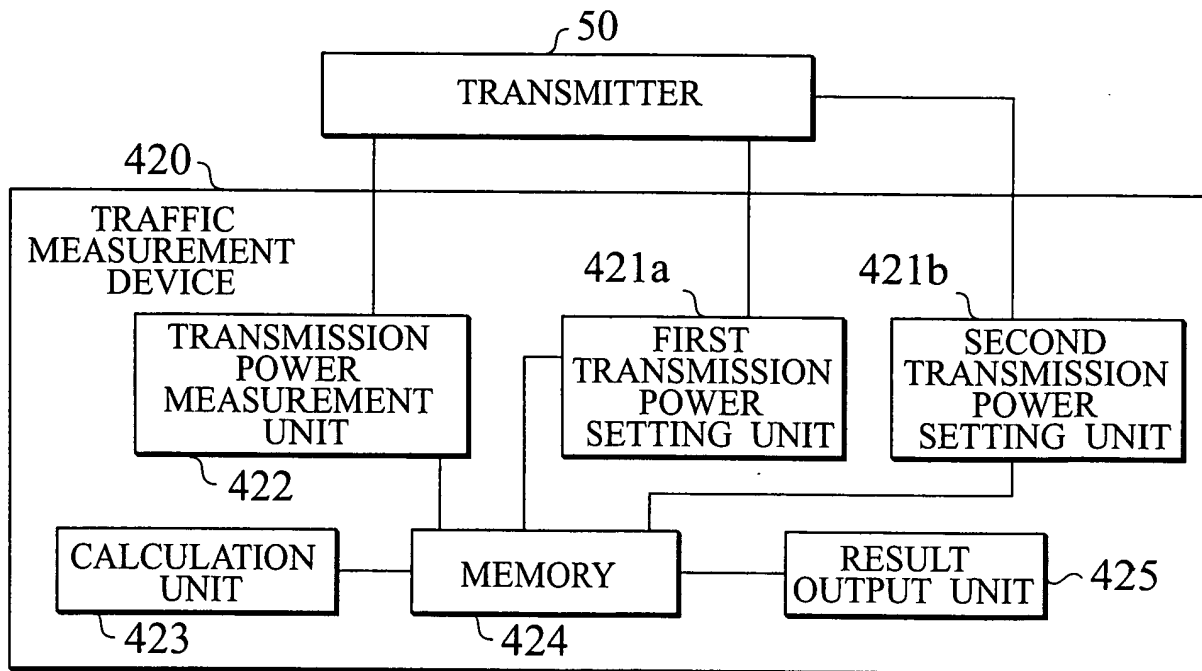 50
TRANSMITTER
420
TRAFFIC
MEASUREMENT
DEVICE
421a
421b
TRANSMISSION
POWER
MEASUREMENT
UNIT
422
FIRST
TRANSMISSION
POWER
SETTING UNIT
SECOND
TRANSMISSION
POWER
SETTING UNIT
CALCULATION
UNIT
423
MEMORY
424
RESULT
OUTPUT UNIT
425